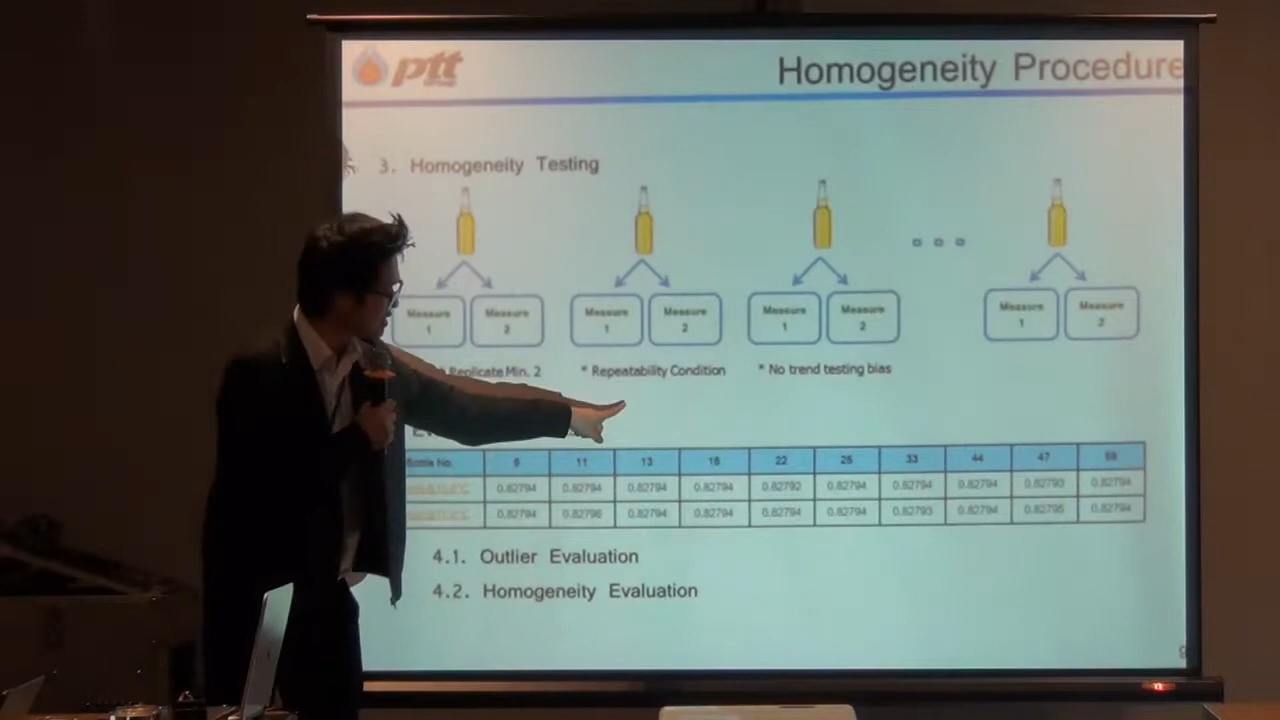 ptt
Homogeneity Procedure
3. Homogeneity Testing
Measure 1 Measure 2 Measure 1 Measure 2 Measure 1 Measure 2 Measure 1 Measure 2
Replicate Min. 2 * Repeatability Condition * No trend testing bias
Bottle No. 6 11 13 16 22 25 33 44 47 58
0.82794 0.82794 0.82794 0.82794 0.82792 0.82794 0.82794 0.82794 0.82793 0.82794
0.82794 0.82796 0.82794 0.82794 0.82794 0.82794 0.82793 0.82794 0.82795 0.82794
4.1. Outlier Evaluation
4.2. Homogeneity Evaluation